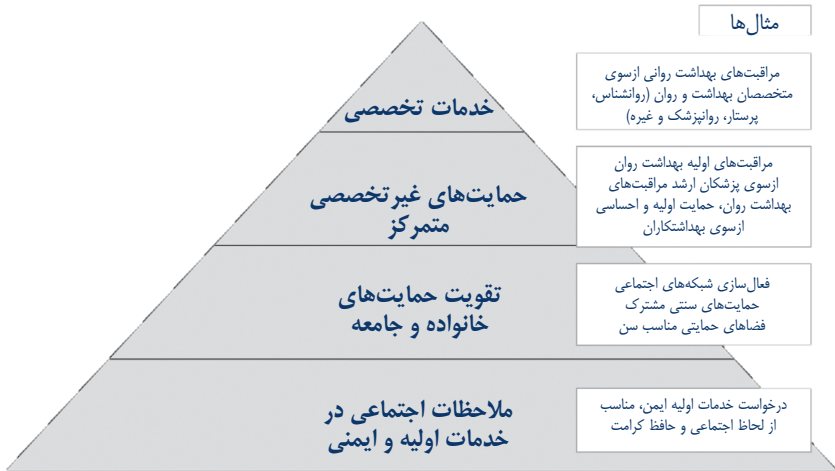 مثال‌ها
خدمات تخصصی
مراقبت‌های بهداشت روانی ازسوی
متخصصان بهداشت و روان (روانشناس،
پرستار، روانپزشک و غیره)
حمایت‌های غیرتخصصی
متمرکز
مراقبت‌های اولیه بهداشت روان
ازسوی پزشکان ارشد مراقبت‌های
بهداشت روان، حمایت اولیه و احساسی
ازسوی بهداشتکاران
تقویت حمایت‌های
خانواده و جامعه
فعال‌سازی شبکه‌های اجتماعی
حمایت‌های سنتی مشترک
فضاهای حمایتی مناسب سن
ملاحظات اجتماعی در
خدمات اولیه و ایمنی
درخواست خدمات اولیه ایمن، مناسب
از لحاظ اجتماعی و حافظ کرامت